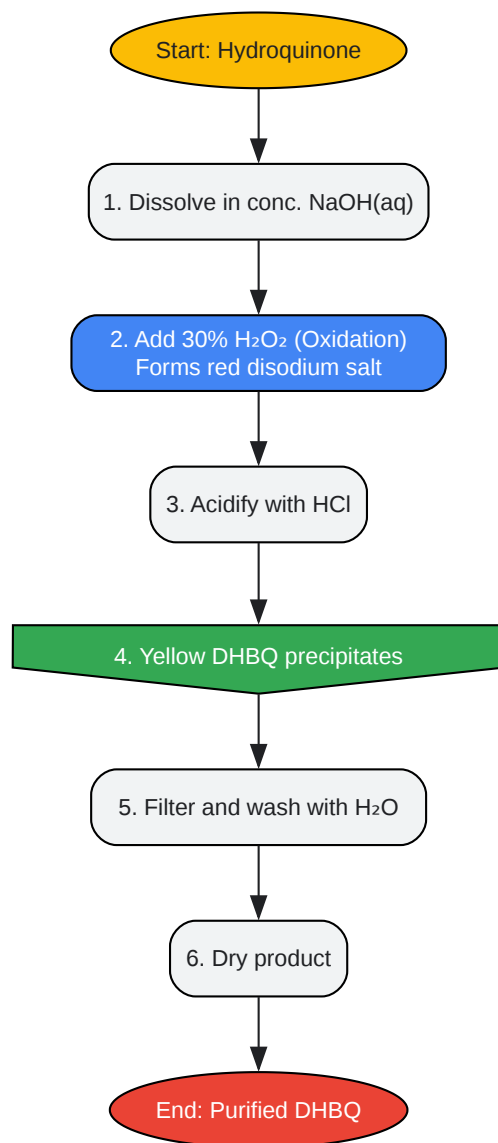 Start: Hydroquinone
1. Dissolve in conc. NaOH(aq)
2. Add 30% H₂O₂ (Oxidation)
Forms red disodium salt
3. Acidify with HCl
4. Yellow DHBQ precipitates
5. Filter and wash with H₂O
6. Dry product
End: Purified DHBQ